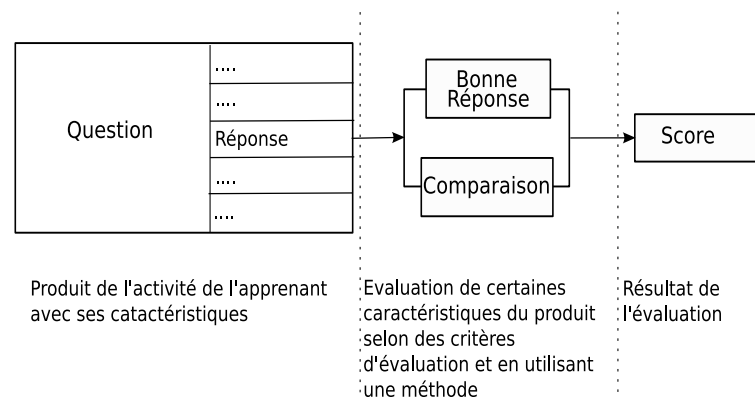 ....
....
Question
Réponse
....
....
Bonne
Réponse
Comparaison
Score
Produit de l'activité de l'apprenant
avec ses catactéristiques
Evaluation de certaines
caractéristiques du produit
selon des critères
d'évaluation et en utilisant
une méthode
Résultat de
l'évaluation